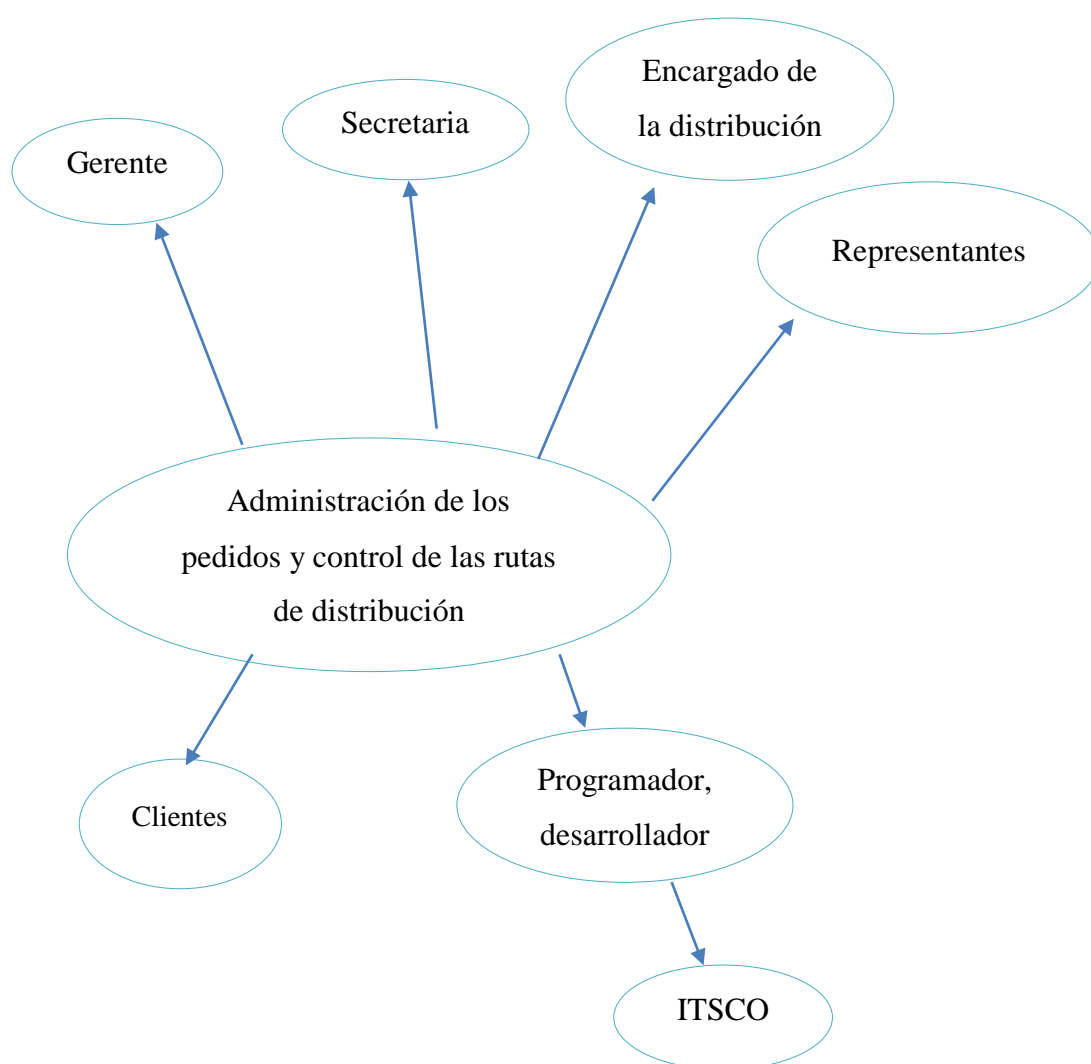 Encargado de
la distribución
Secretaria
Gerente
Representantes
Administración de los
pedidos y control de las rutas
de distribución
Programador,
desarrollador
Clientes
ITSCO